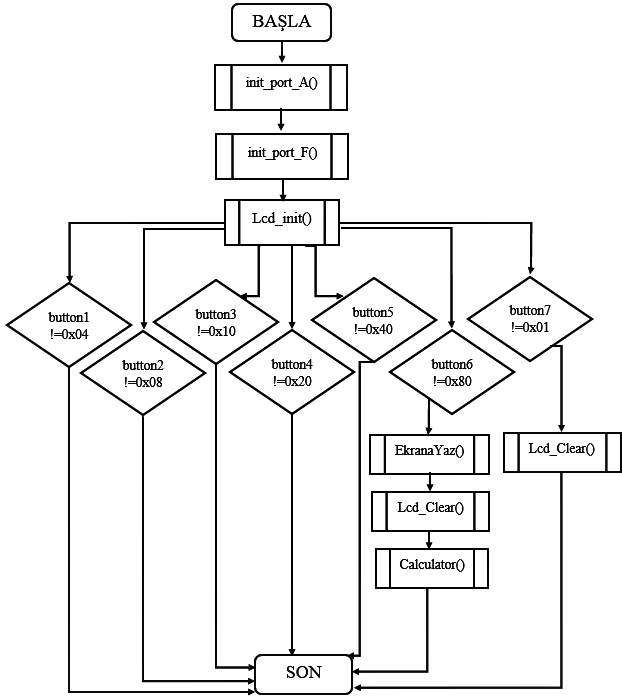 BAŞLA
init_port_A()
init_port_F()
Lcd_init()
button1
!=0x04
button2
!=0x08
button3
!=0x10
button4
!=0x20
button5
!=0x40
button6
!=0x80
button7
!=0x01
EkranaYaz()
Lcd_Clear()
Lcd_Clear()
Calculator()
SON